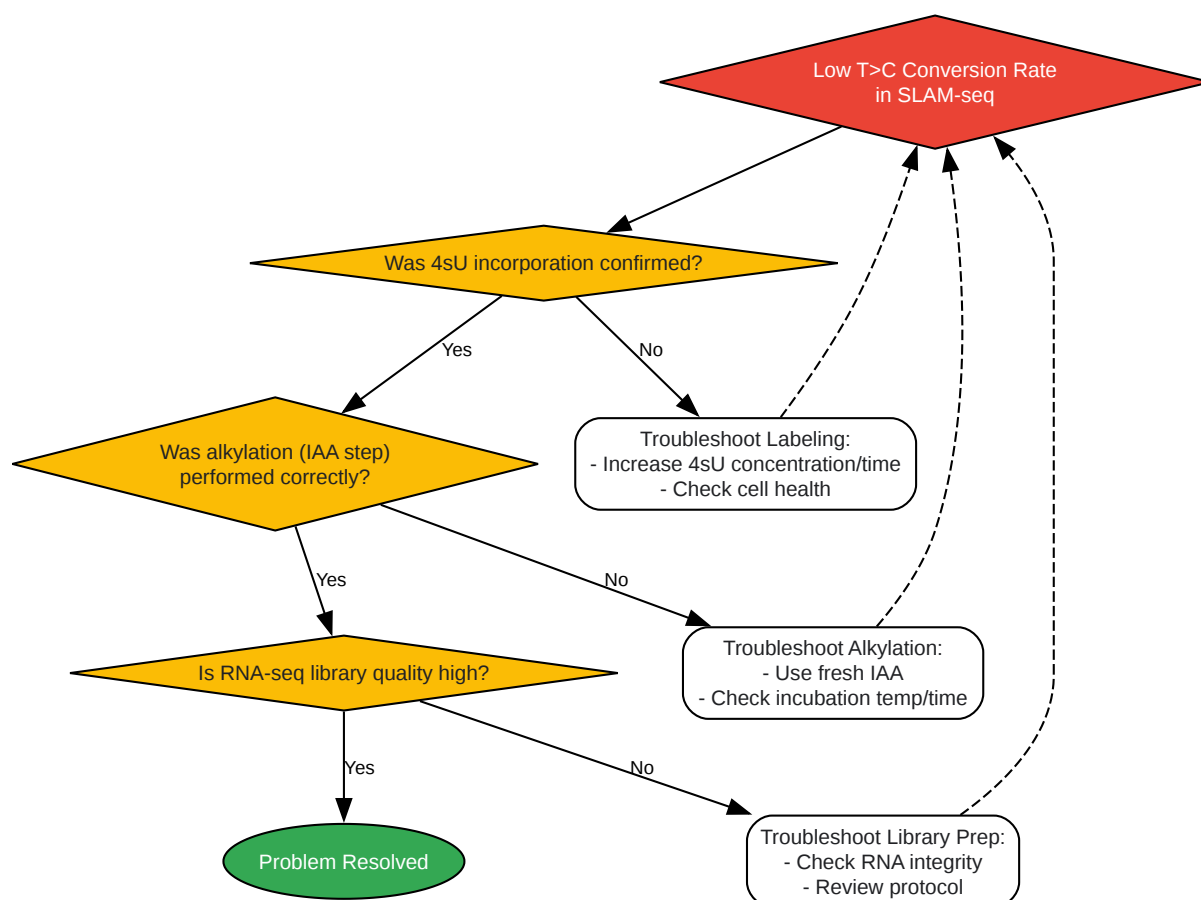 Low T>C Conversion Rate
in SLAM-seq
Was 4sU incorporation confirmed?
Yes
No
Was alkylation (IAA step)
performed correctly?
Troubleshoot Labeling:
- Increase 4sU concentration/time
- Check cell health
Yes
No
Is RNA-seq library quality high?
Troubleshoot Alkylation:
- Use fresh IAA
- Check incubation temp/time
Yes
No
Problem Resolved
Troubleshoot Library Prep:
- Check RNA integrity
- Review protocol